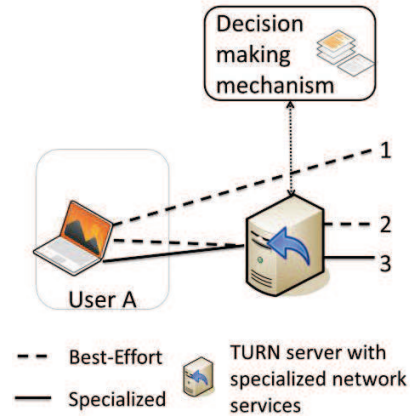 Decision
making
mechanism
1
2
3
User A
Best-Effort
Specialized
TURN server with
specialized network
services